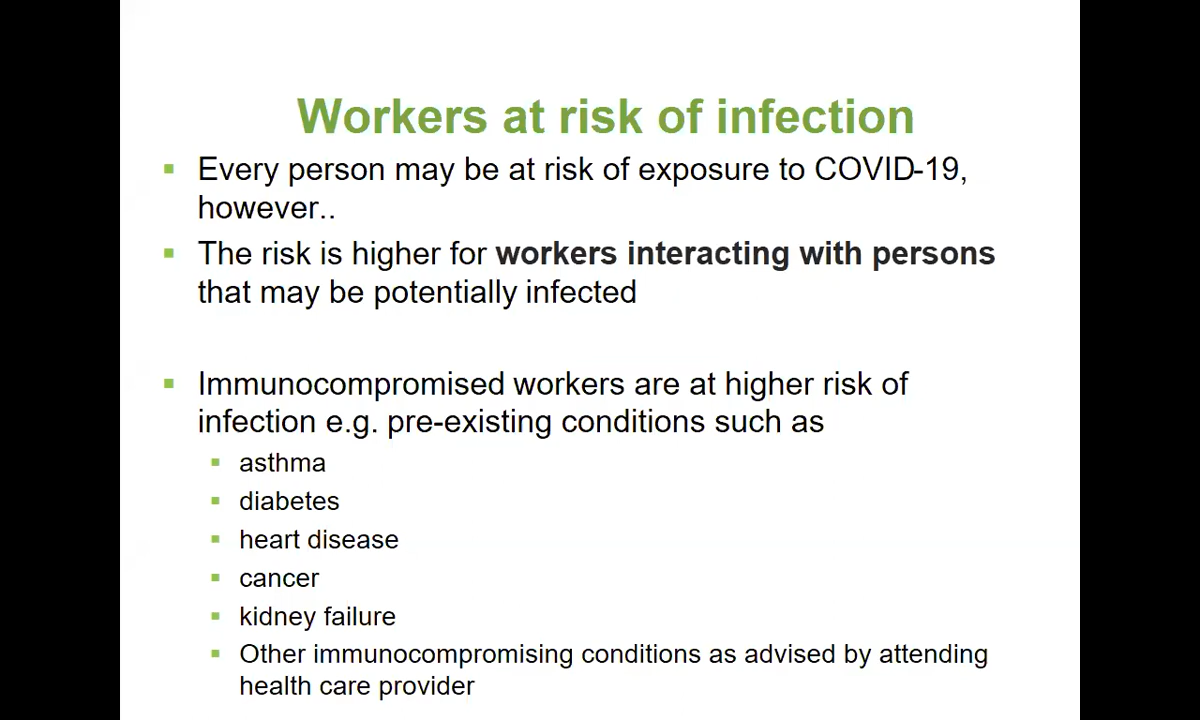 Workers at risk of infection
Every person may be at risk of exposure to COVID-19,
however..
The risk is higher for workers interacting with persons
that may be potentially infected
Immunocompromised workers are at higher risk of
infection e.g. pre-existing conditions such as
asthma
diabetes
heart disease
cancer
kidney failure
Other immunocompromising conditions as advised by attending
health care provider